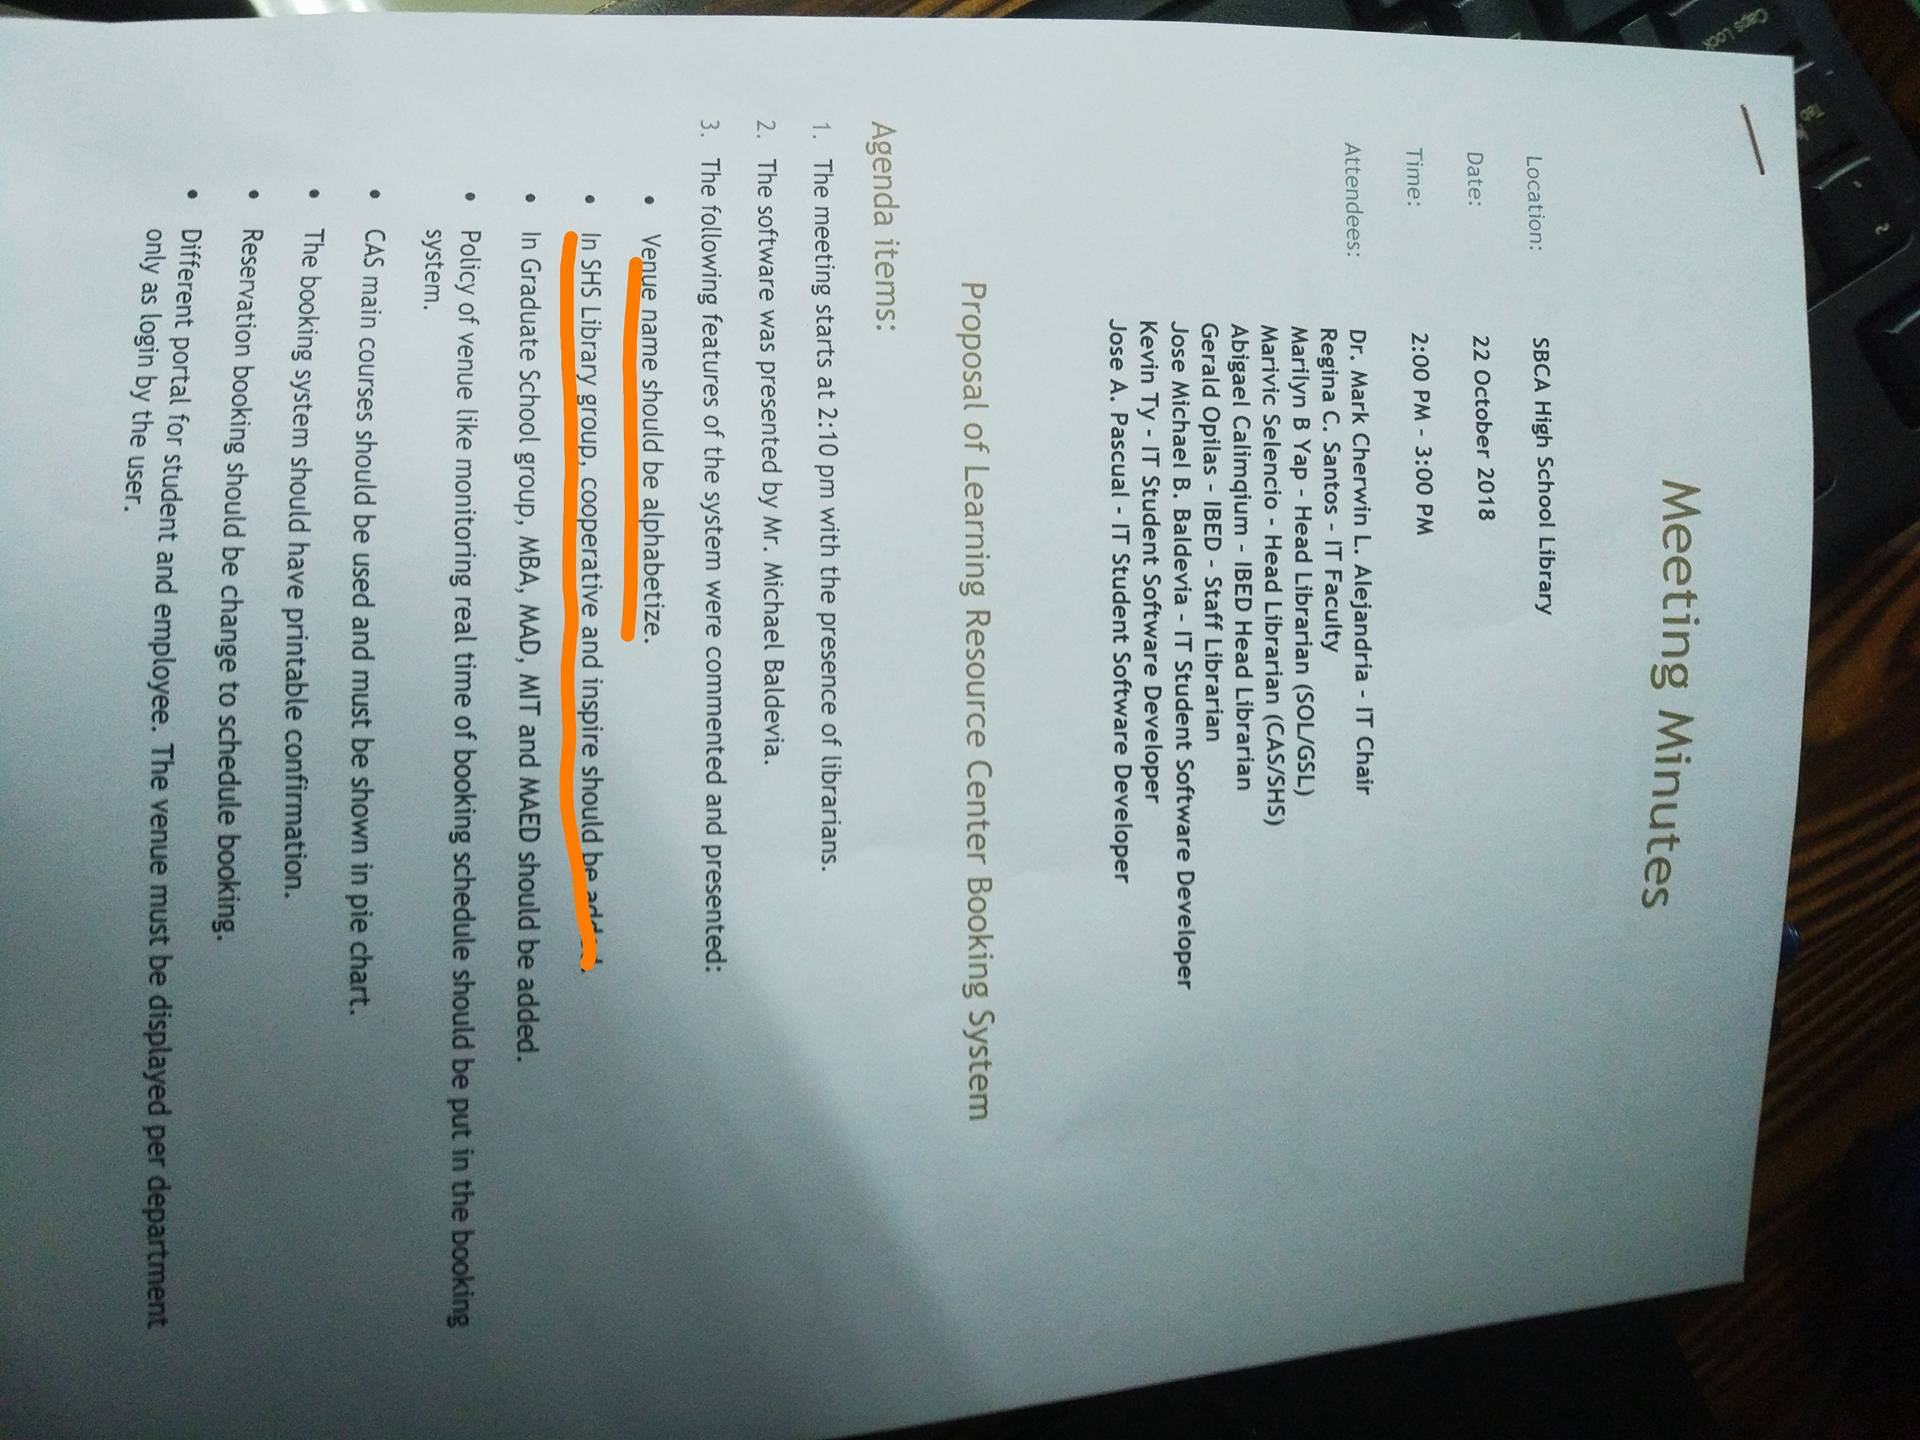 Meeting Minutes
Location: SBCA High School Library
Date: 22 October 2018
Time: 2:00 PM - 3:00 PM
Attendees: Dr. Mark Cherwin L. Alejandria - IT Chair
Regina C. Santos - IT Faculty
Marilyn B Yap - Head Librarian (SOL/GSL)
Marivic Selencio - Head Librarian (CAS/SHS)
Abigael Calimqium - IBED Head Librarian
Gerald Opilas - IBED - Staff Librarian
Jose Michael B. Baldevia - IT Student Software Developer
Kevin Ty - IT Student Software Developer
Jose A. Pascual - IT Student Software Developer
Proposal of Learning Resource Center Booking System
Agenda items:
1. The meeting starts at 2:10 pm with the presence of librarians.
2. The software was presented by Mr. Michael Baldevia.
3. The following features of the system were commented and presented:
• Venue name should be alphabetize.
• In SHS Library group, cooperative and inspire should be added.
• In Graduate School group, MBA, MAD, MIT and MAED should be added.
• Policy of venue like monitoring real time of booking schedule should be put in the booking
system.
• CAS main courses should be used and must be shown in pie chart.
• The booking system should have printable confirmation.
• Reservation booking should be change to schedule booking.
• Different portal for student and employee. The venue must be displayed per department
only as login by the user.
Caps Lock
Tab
2